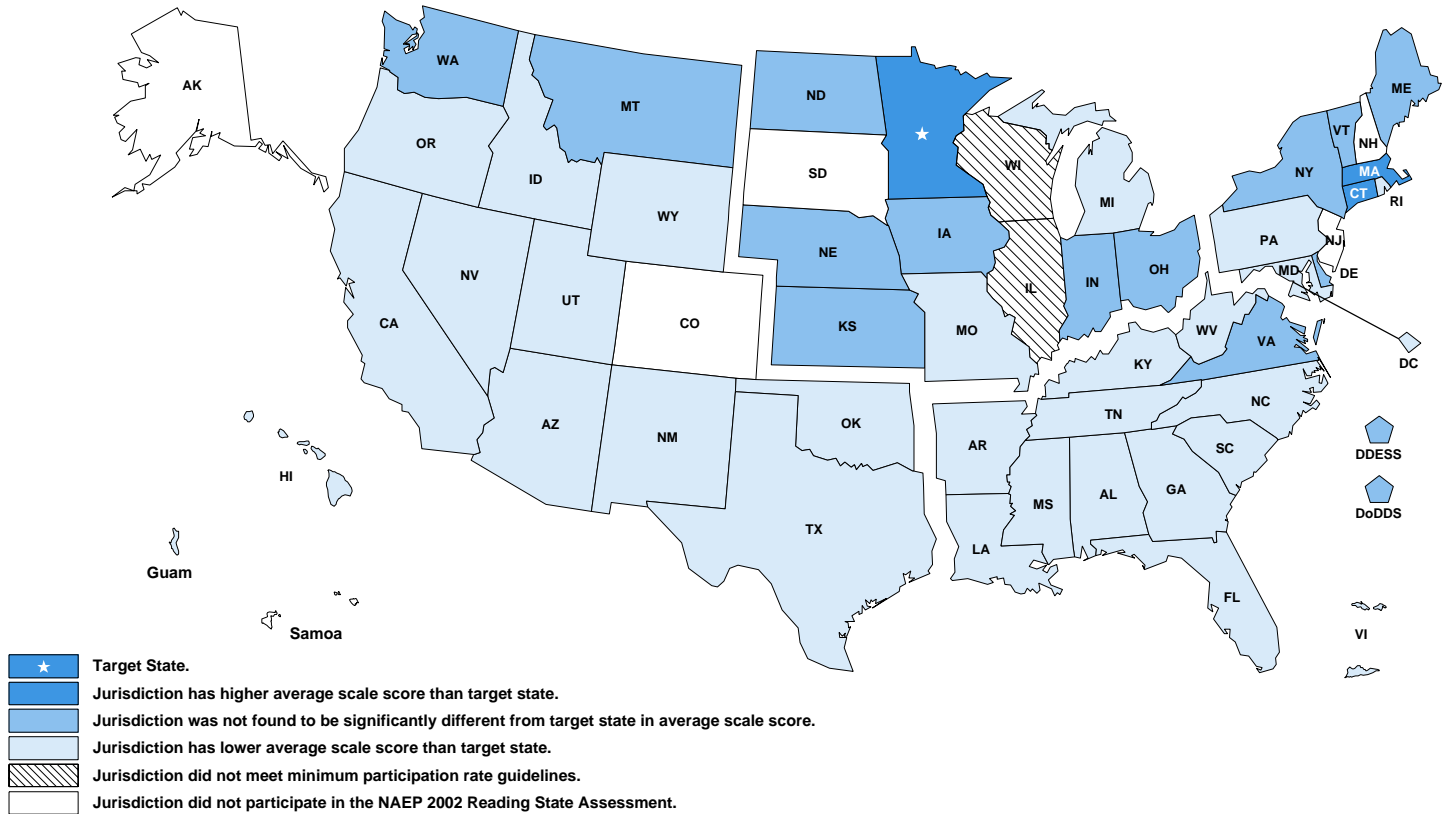 WA
ME
AK
MT
ND
VT
NH
OR
MA
SD
WI
NY
ID
CT
MI
RI
WY
IA
PA
NJ
NE
MD
DE
NV
IN
OH
UT
IL
CA
CO
KS
MO
WV
VA
KY
DC
NC
TN
AZ
OK
NM
AR
SC
DDESS
HI
GA
MS
AL
DoDDS
TX
LA
Guam
FL
Samoa
VI
Target State.
Jurisdiction has higher average scale score than target state.
Jurisdiction was not found to be significantly different from target state in average scale score.
Jurisdiction has lower average scale score than target state.
Jurisdiction did not meet minimum participation rate guidelines.
Jurisdiction did not participate in the NAEP 2002 Reading State Assessment.